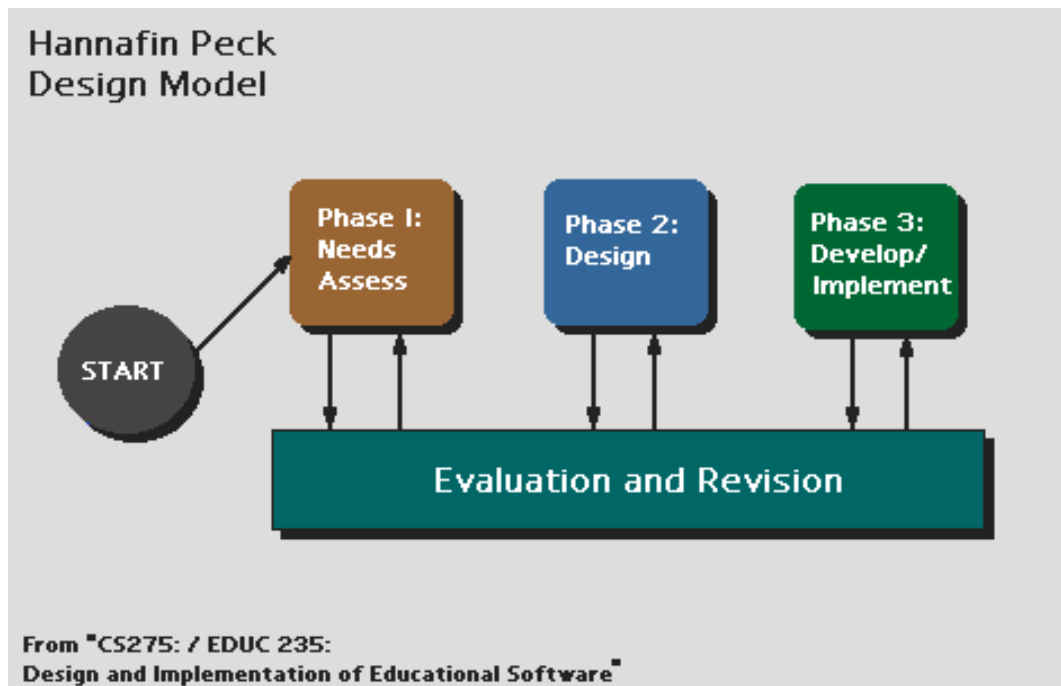 Hannafin Peck
Design Model
Phase 1:
Needs
Assess
Phase 2:
Design
Phase 3:
Develop/
Implement
START
Evaluation and Revision
From "CS275: / EDUC 235:
Design and Implementation of Educational Software"